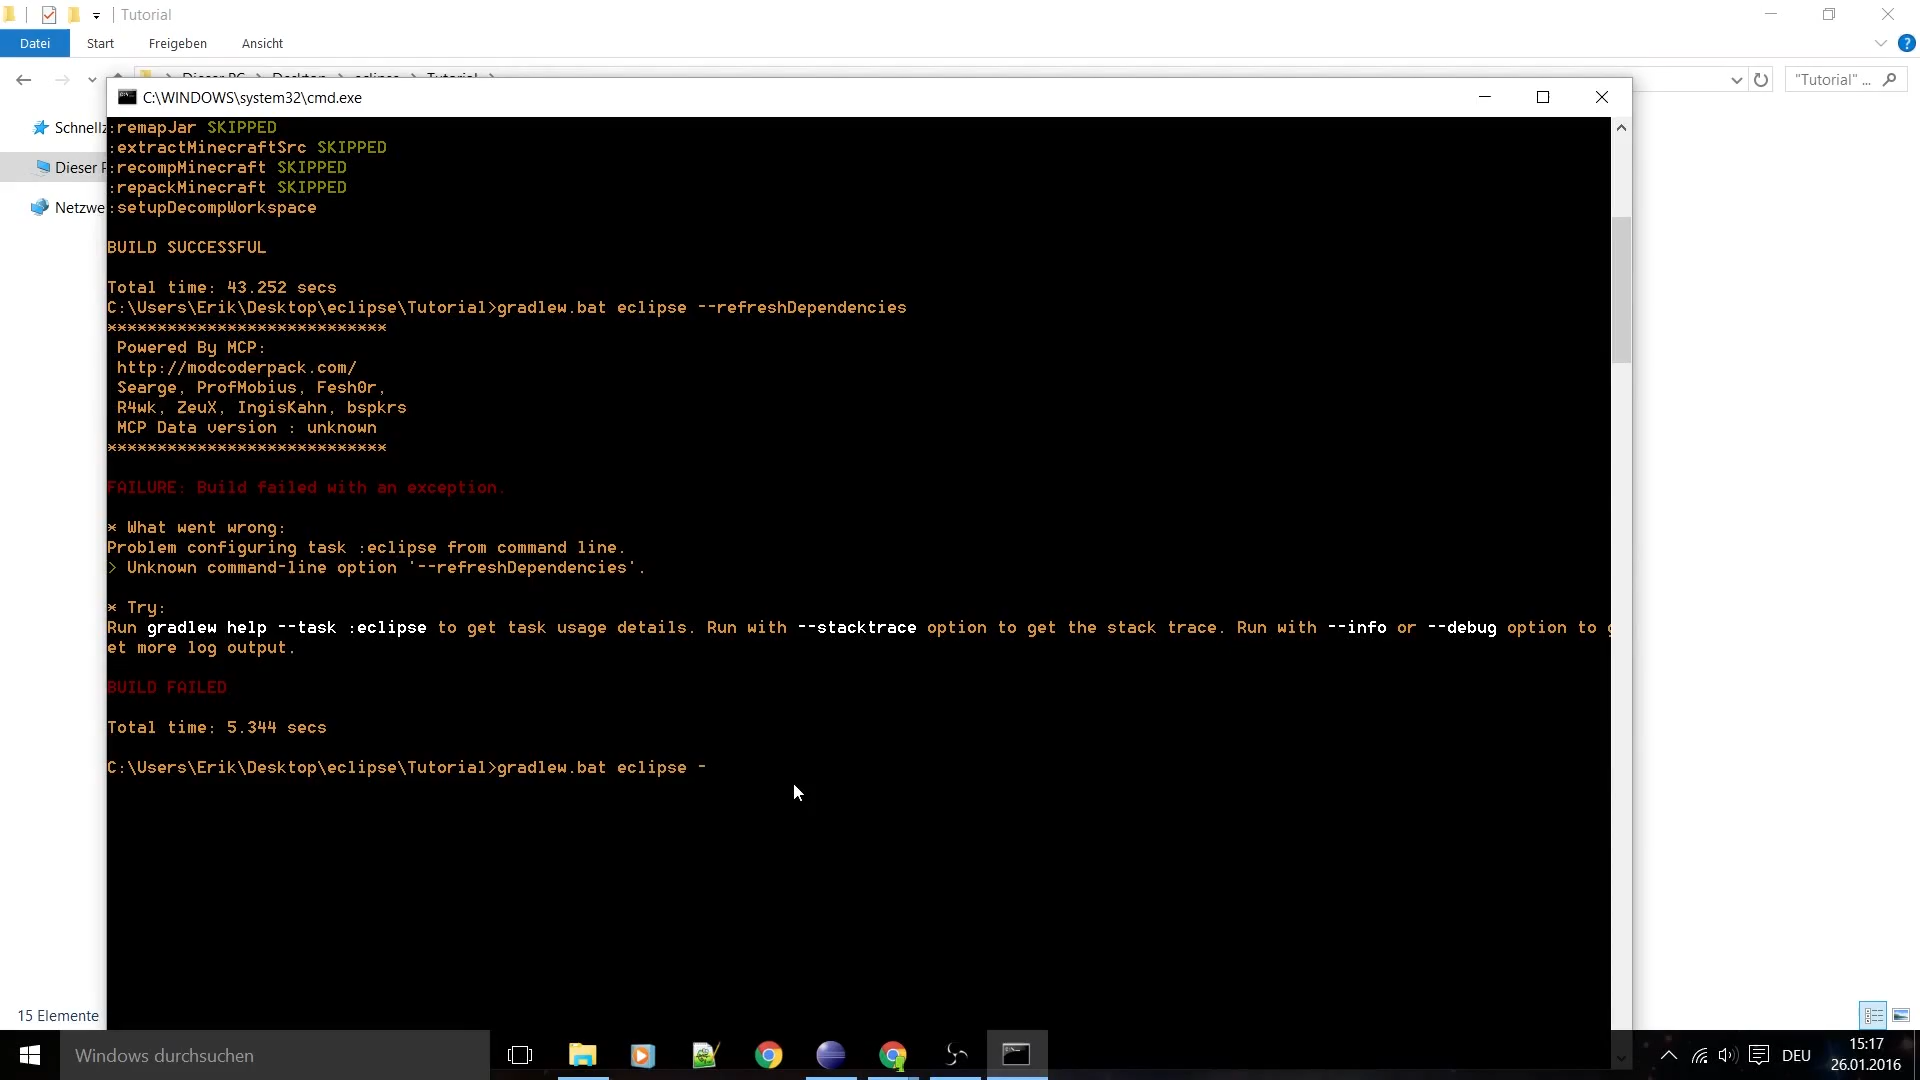 Tutorial
Datei Start Freigeben Ansicht
Dieser PC Desktop eclipse Tutorial
"Tutorial" ...
C:\WINDOWS\system32\cmd.exe
Schnellz
Dieser P
Netzwe
:remapJar SKIPPED
:extractMinecraftSrc SKIPPED
:recompMinecraft SKIPPED
:repackMinecraft SKIPPED
:setupDecompWorkspace
BUILD SUCCESSFUL
Total time: 43.252 secs
C:\Users\Erik\Desktop\eclipse\Tutorial>gradlew.bat eclipse --refreshDependencies
****************************
Powered By MCP:
http://modcoderpack.com/
Searge, ProfMobius, Fesh0r,
R4wk, ZeuX, IngisKahn, bspkrs
MCP Data version : unknown
****************************
FAILURE: Build failed with an exception.
* What went wrong:
Problem configuring task :eclipse from command line.
> Unknown command-line option '--refreshDependencies'.
* Try:
Run gradlew help --task :eclipse to get task usage details. Run with --stacktrace option to get the stack trace. Run with --info or --debug option to g
et more log output.
BUILD FAILED
Total time: 5.344 secs
C:\Users\Erik\Desktop\eclipse\Tutorial>gradlew.bat eclipse -
15 Elemente
Windows durchsuchen
DEU
15:17
26.01.2016